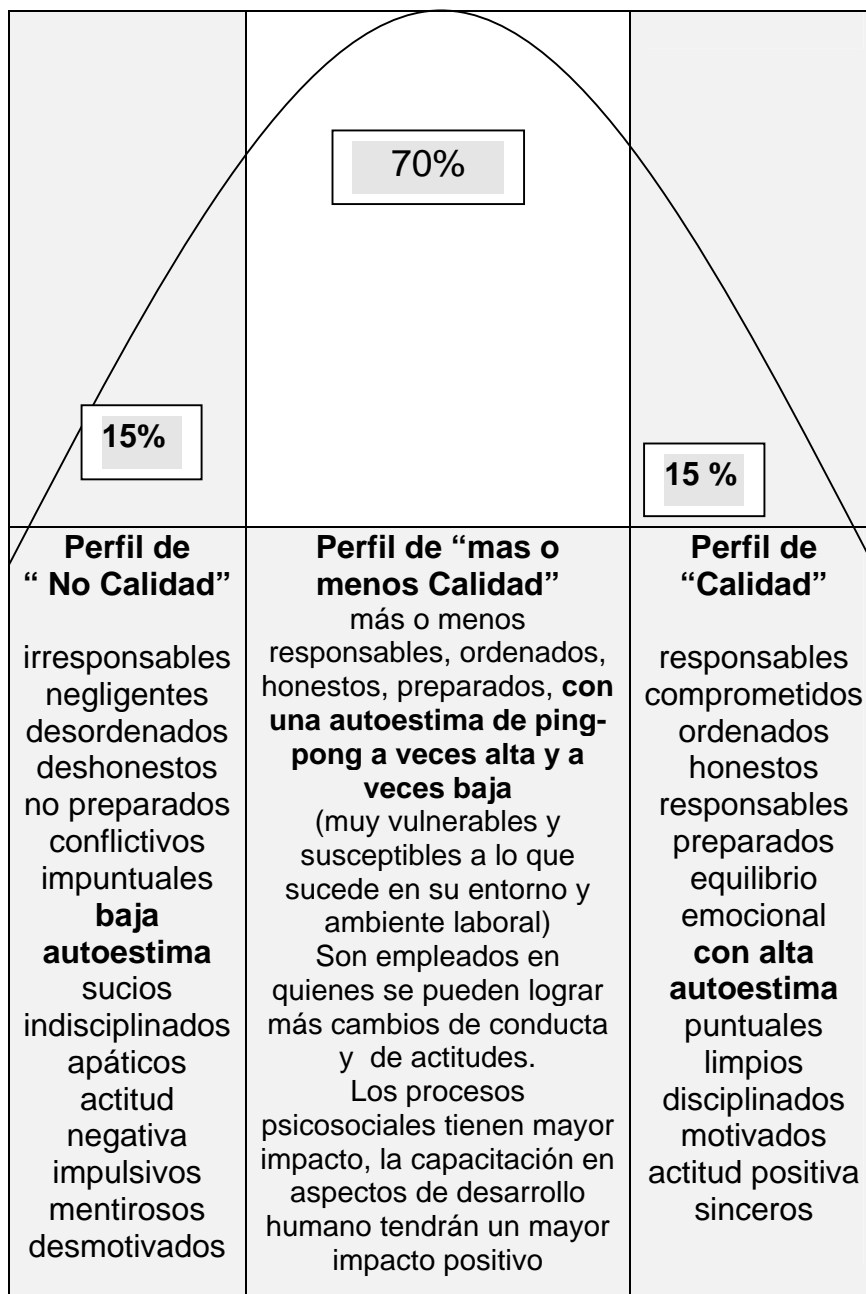 70%
15%
15 %
Perfil de
“ No Calidad”
irresponsables
negligentes
desordenados
deshonestos
no preparados
conflictivos
impuntuales
baja
autoestima
sucios
indisciplinados
apáticos
actitud
negativa
impulsivos
mentirosos
desmotivados
Perfil de “mas o
menos Calidad”
más o menos
responsables, ordenados,
honestos, preparados, con
una autoestima de ping-
pong a veces alta y a
veces baja
(muy vulnerables y
susceptibles a lo que
sucede en su entorno y
ambiente laboral)
Son empleados en
quienes se pueden lograr
más cambios de conducta
y de actitudes.
Los procesos
psicosociales tienen mayor
impacto, la capacitación en
aspectos de desarrollo
humano tendrán un mayor
impacto positivo
Perfil de
“Calidad”
responsables
comprometidos
ordenados
honestos
responsables
preparados
equilibrio
emocional
con alta
autoestima
puntuales
limpios
disciplinados
motivados
actitud positiva
sinceros